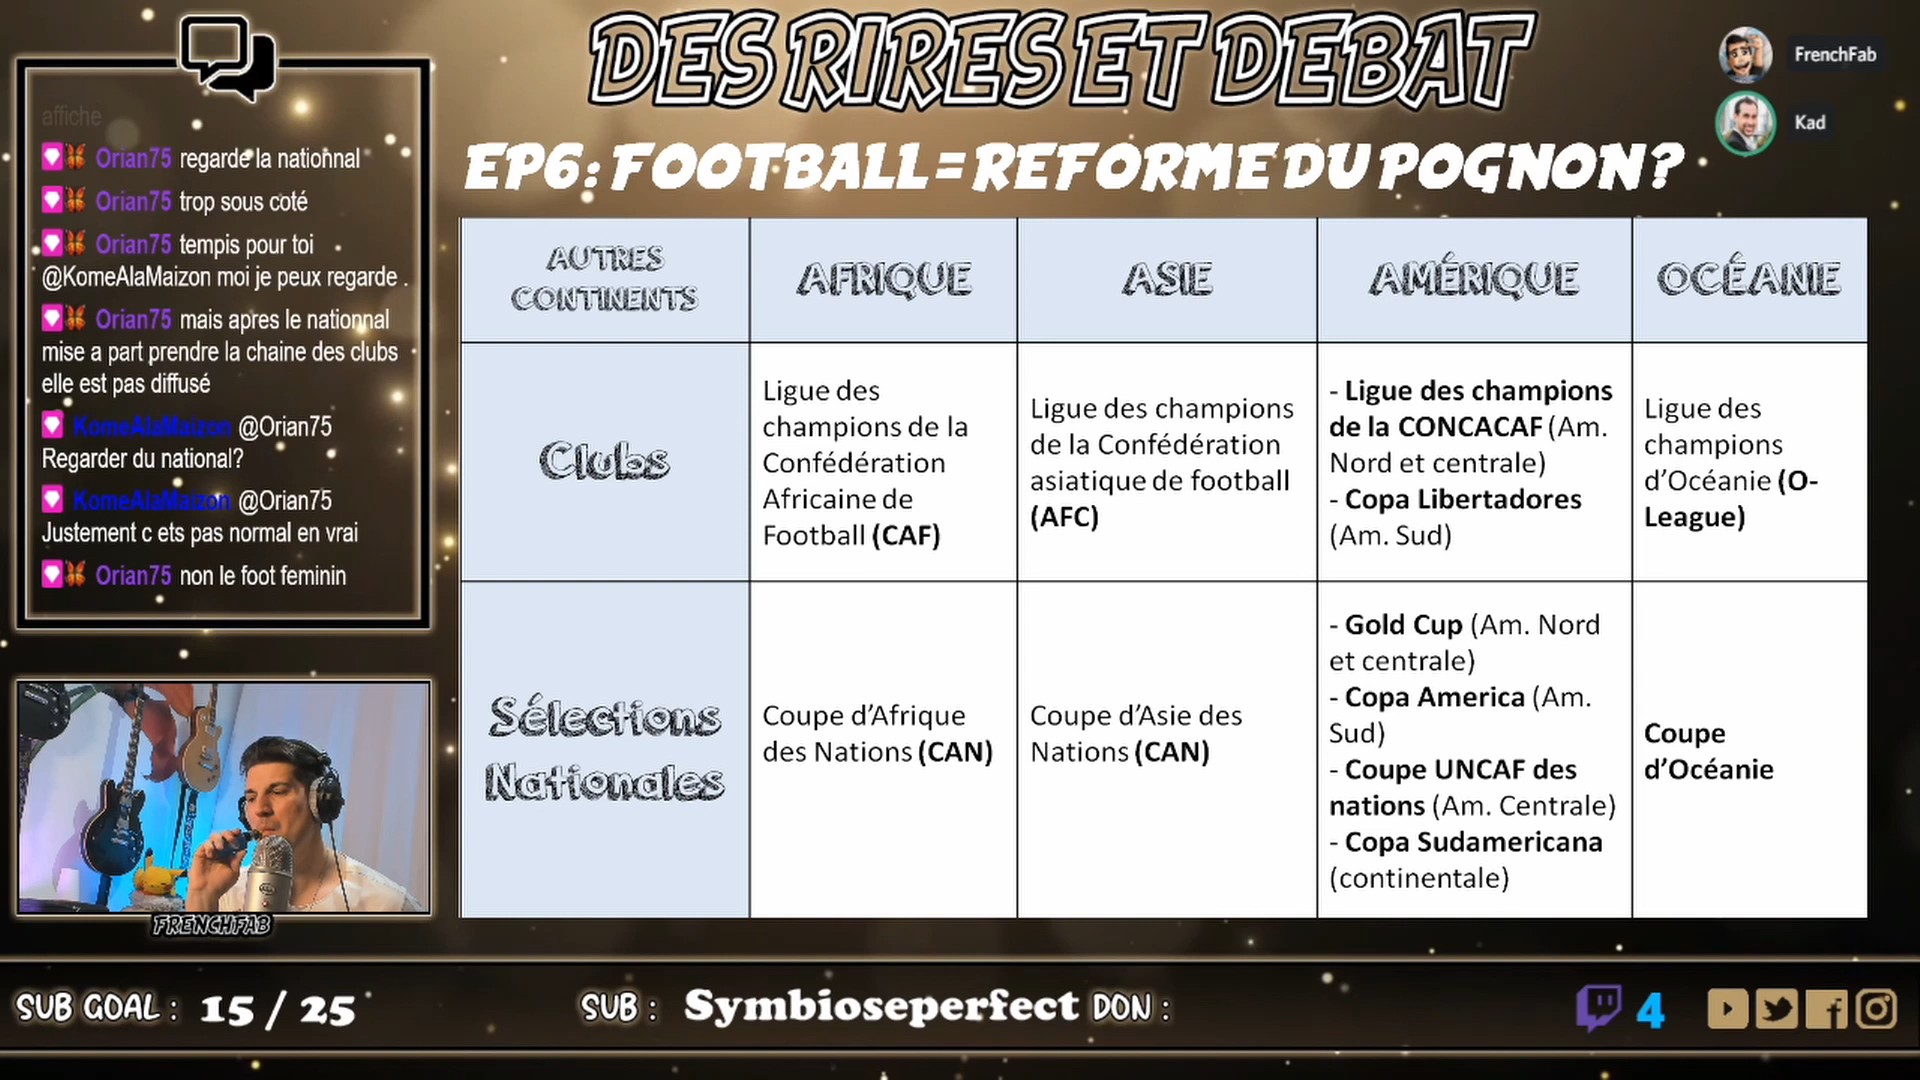 DES RIRES ET DEBAT
FrenchFab
Kad
EP6 : FOOTBALL = REFORME DU POGNON ?
affiche
Orian75 regarde la nationnal
Orian75 trop sous coté
Orian75 tempis pour toi
@KomeAlaMaizon moi je peux regarde .
Orian75 mais apres le nationnal
mise a part prendre la chaine des clubs
elle est pas diffusé
KomeAlaMaizon @Orian75
Regarder du national?
KomeAlaMaizon @Orian75
Justement c ets pas normal en vrai
Orian75 non le foot feminin
AUTRES
CONTINENTS
AFRIQUE
ASIE
AMÉRIQUE
OCÉANIE
Clubs
Ligue des
champions de la
Confédération
Africaine de
Football (CAF)
Ligue des champions
de la Confédération
asiatique de football
(AFC)
- Ligue des champions
de la CONCACAF (Am.
Nord et centrale)
- Copa Libertadores
(Am. Sud)
Ligue des
champions
d’Océanie (O-
League)
Sélections
Nationales
Coupe d’Afrique
des Nations (CAN)
Coupe d’Asie des
Nations (CAN)
- Gold Cup (Am. Nord
et centrale)
- Copa America (Am.
Sud)
- Coupe UNCAF des
nations (Am. Centrale)
- Copa Sudamericana
(continentale)
Coupe
d’Océanie
FRENCHFAB
SUB GOAL : 15 / 25
SUB : Symbioseperfect
DON :
4